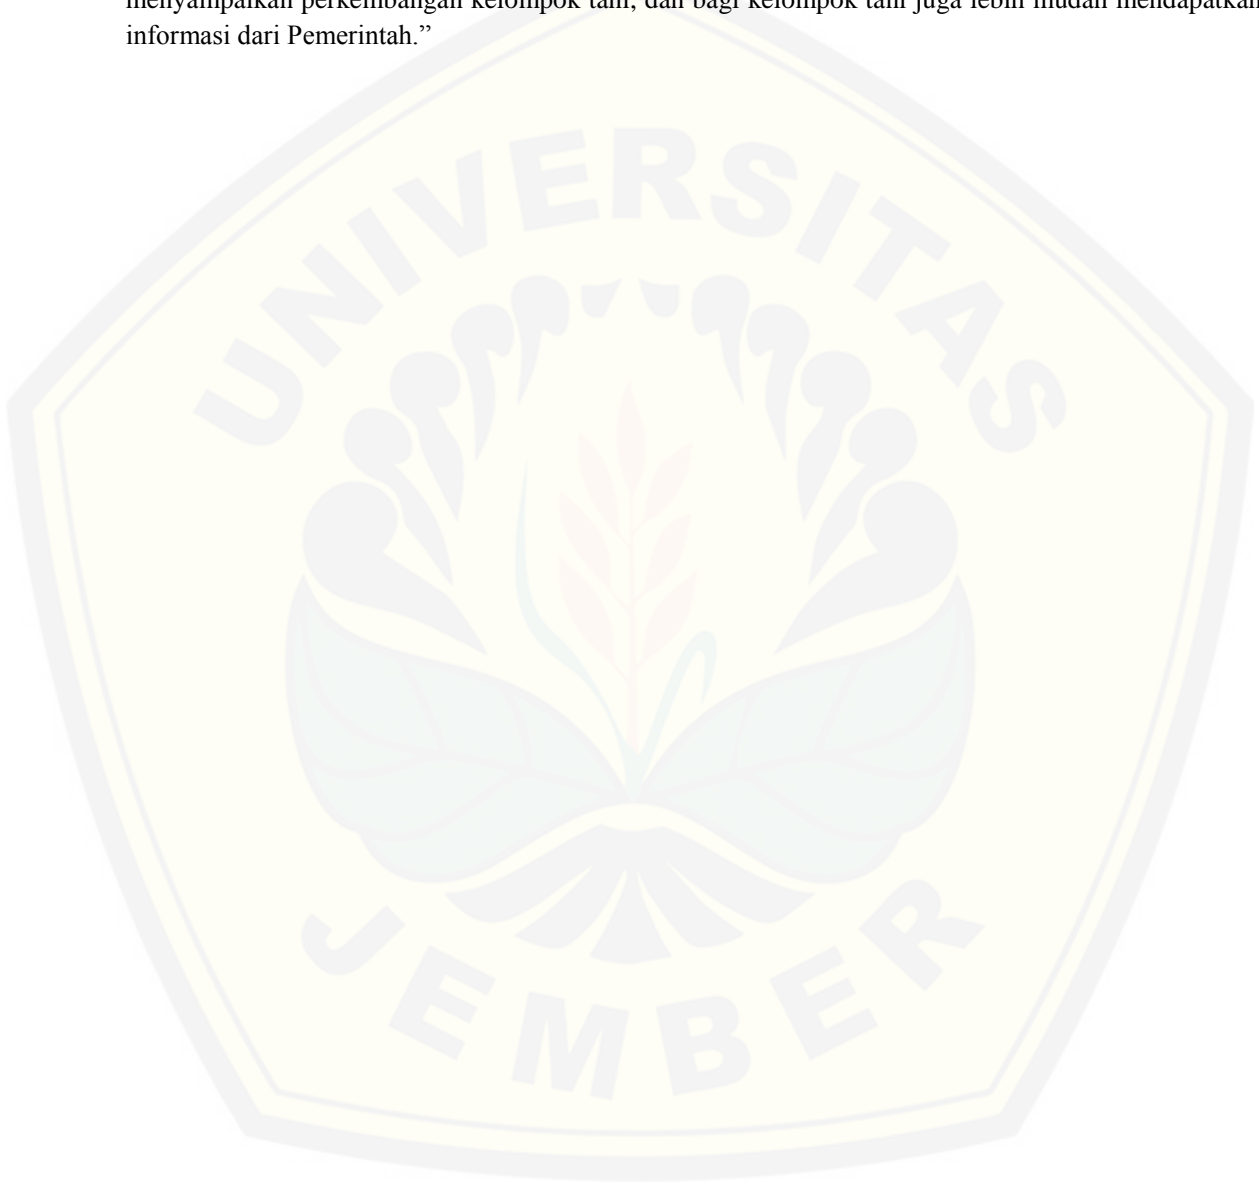 menyampaikan perkembangan kelompok tani, dan bagi kelompok tani juga lebih mudah mendapatkan
informasi dari Pemerintah.”
UNIVERSITAS
JEMBER